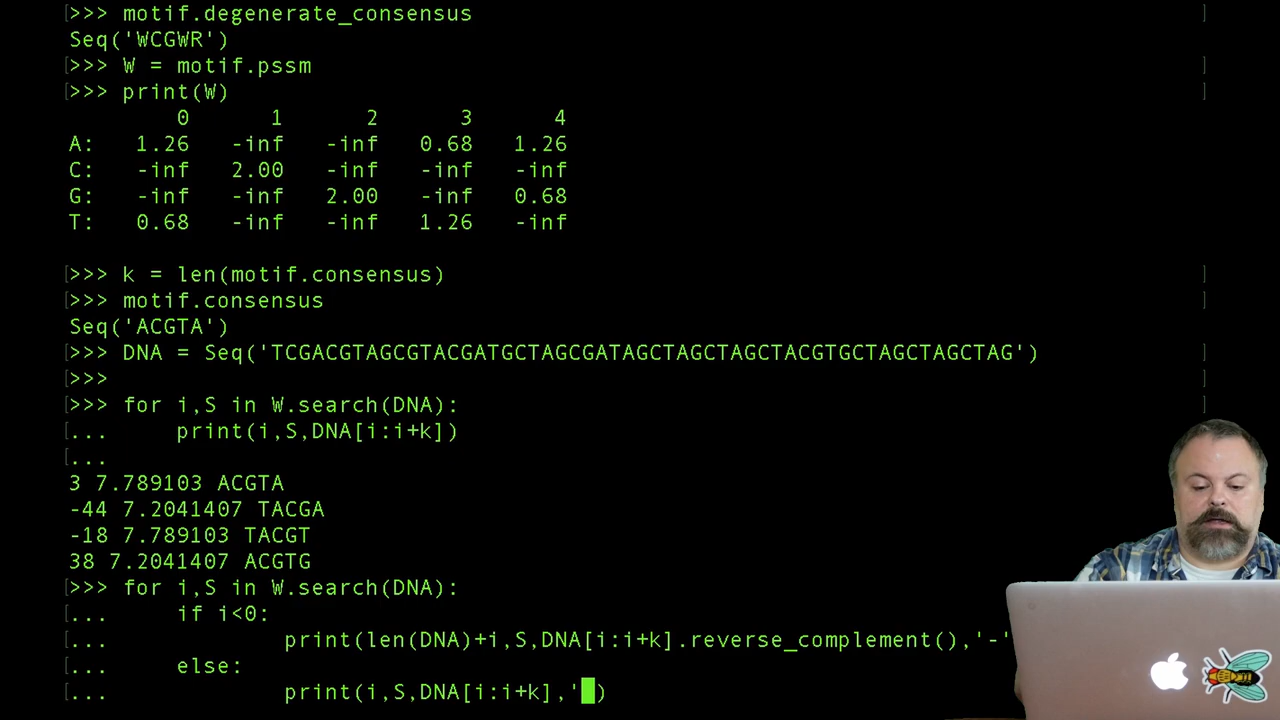 [>>> motif.degenerate_consensus ]
Seq('WCGWR')
[>>> W = motif.pssm ]
[>>> print(W) ]
0 1 2 3 4
A: 1.26 -inf -inf 0.68 1.26
C: -inf 2.00 -inf -inf -inf
G: -inf -inf 2.00 -inf 0.68
T: 0.68 -inf -inf 1.26 -inf
[>>> k = len(motif.consensus) ]
[>>> motif.consensus ]
Seq('ACGTA')
[>>> DNA = Seq('TCGACGTAGCGTACGATGCTAGCGATAGCTAGCTAGCTACGTGCTAGCTAGCTAG') ]
[>>> ]
[>>> for i,S in W.search(DNA): ]
[... print(i,S,DNA[i:i+k])
[...
3 7.789103 ACGTA
-44 7.2041407 TACGA
-18 7.789103 TACGT
38 7.2041407 ACGTG
[>>> for i,S in W.search(DNA):
[... if i<0:
[... print(len(DNA)+i,S,DNA[i:i+k].reverse_complement(),'-'
[... else:
[... print(i,S,DNA[i:i+k],' )